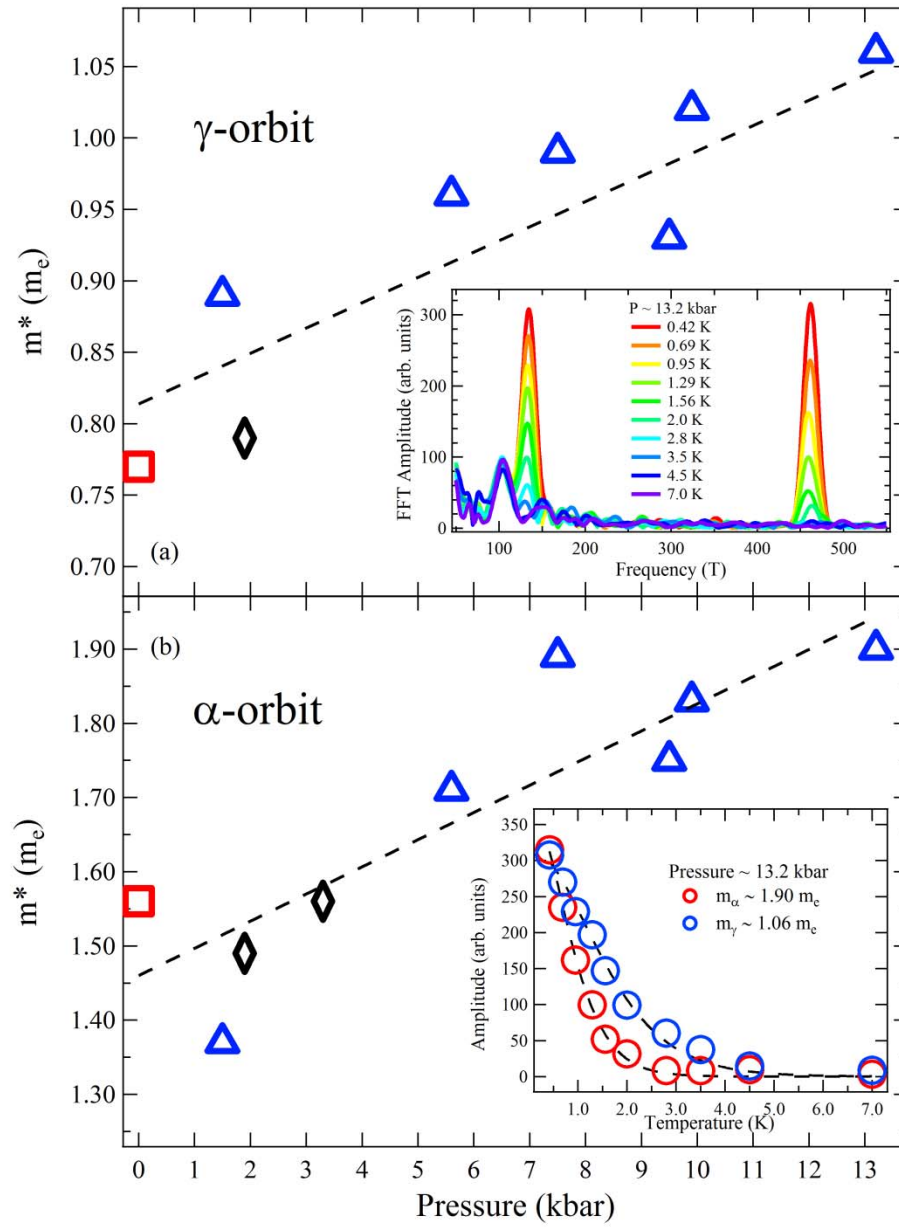 1.05
1.00
0.95
0.90
0.85
0.80
0.75
0.70
m* (mₑ)
γ-orbit
(a)
300
200
100
0
FFT Amplitude (arb. units)
P ~ 13.2 kbar
0.42 K
0.69 K
0.95 K
1.29 K
1.56 K
2.0 K
2.8 K
3.5 K
4.5 K
7.0 K
100 200 300 400 500
Frequency (T)
(b)
1.90
1.80
1.70
1.60
1.50
1.40
1.30
m* (mₑ)
α-orbit
350
300
250
200
150
100
50
0
Amplitude (arb. units)
Pressure ~ 13.2 kbar
m_α ~ 1.90 mₑ
m_γ ~ 1.06 mₑ
1.0 2.0 3.0 4.0 5.0 6.0 7.0
Temperature (K)
0 1 2 3 4 5 6 7 8 9 10 11 12 13
Pressure (kbar)